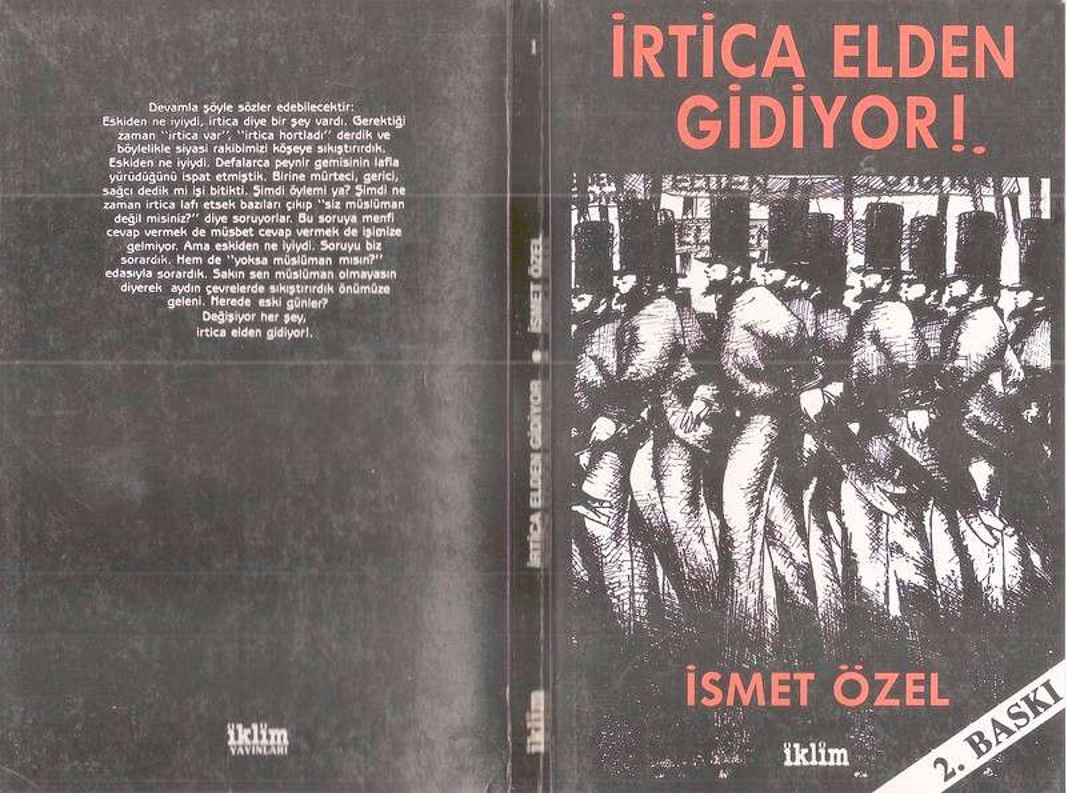 Devamla şöyle sözler edebilecektir:
Eskiden ne iyiydi, irtica diye bir şey vardı. Gerektiği
zaman "irtica var", "irtica hortladı" derdik ve
böylelikle siyasi rakibimizi köşeye sıkıştırırdık.
Eskiden ne iyiydi. Defalarca peynir gemisinin lafla
yürüdüğünü ispat etmiştik. Birine mürteci, gerici,
sağcı dedik mi işi bitikti. Şimdi öylemi ya? Şimdi ne
zaman irtica lafı etsek bazıları çıkıp "siz müslüman
değil misiniz?" diye soruyorlar. Bu soruya menfi
cevap vermek de müsbet cevap vermek de işimize
gelmiyor. Ama eskiden ne iyiydi. Soruyu biz
sorardık. Hem de "yoksa müslüman mısın?"
edasıyla sorardık. Sakın sen müslüman olmayasın
diyerek aydın çevrelerde sıkıştırırdık önümüze
geleni. Nerede eski günler?
Değişiyor her şey,
irtica elden gidiyor!.
iklim
YAYINLARI
İRTİCA ELDEN GİDİYOR • İSMET ÖZEL
iklim
İRTİCA ELDEN
GİDİYOR!.
İSMET ÖZEL
iklim
2. BASKI